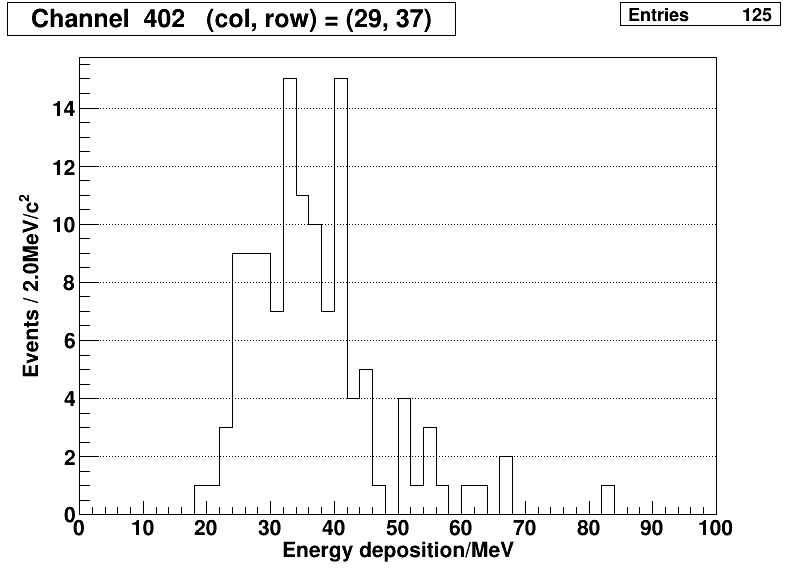 Channel 402 (col, row) = (29, 37)
Entries 125
Events / 2.0MeV/c²
14
12
10
8
6
4
2
0
0 10 20 30 40 50 60 70 80 90 100
Energy deposition/MeV